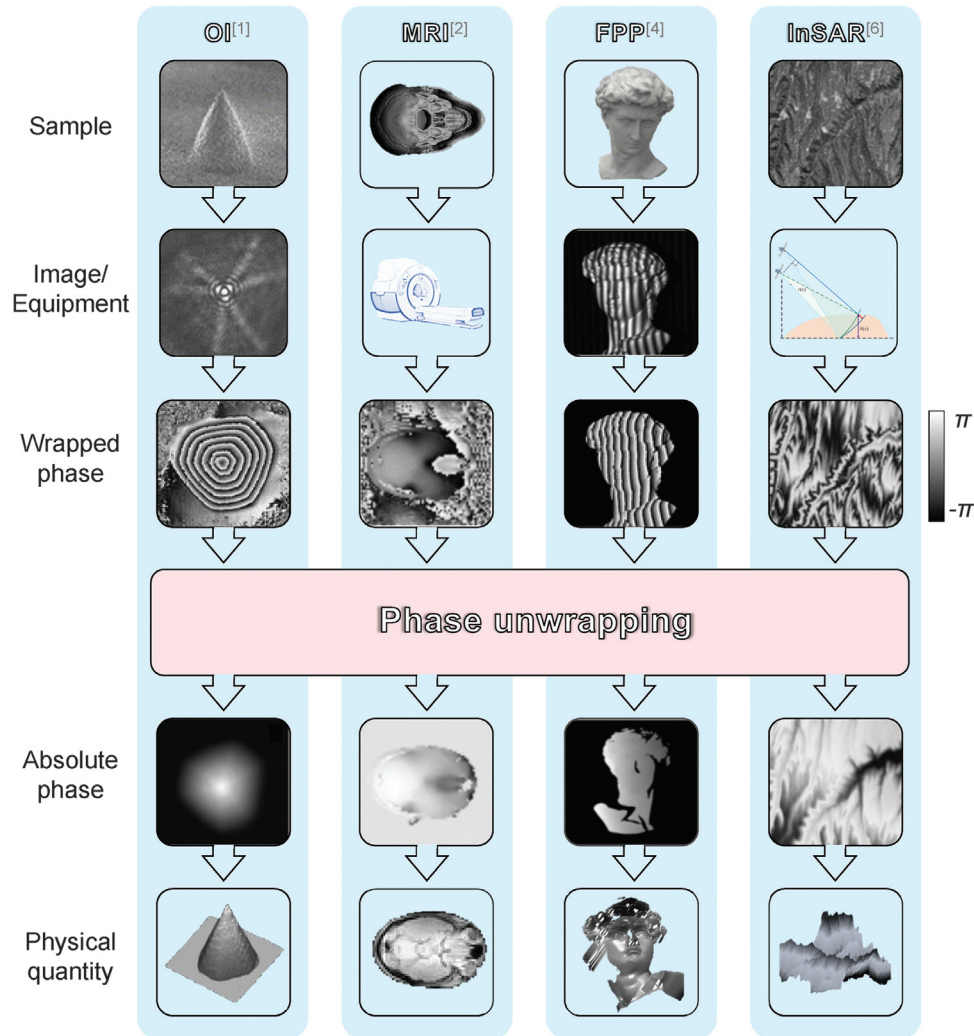 OI[1]
MRI[2]
FPP[4]
InSAR[6]
Sample
Image/
Equipment
Wrapped
phase
π
-π
Phase unwrapping
Absolute
phase
Physical
quantity